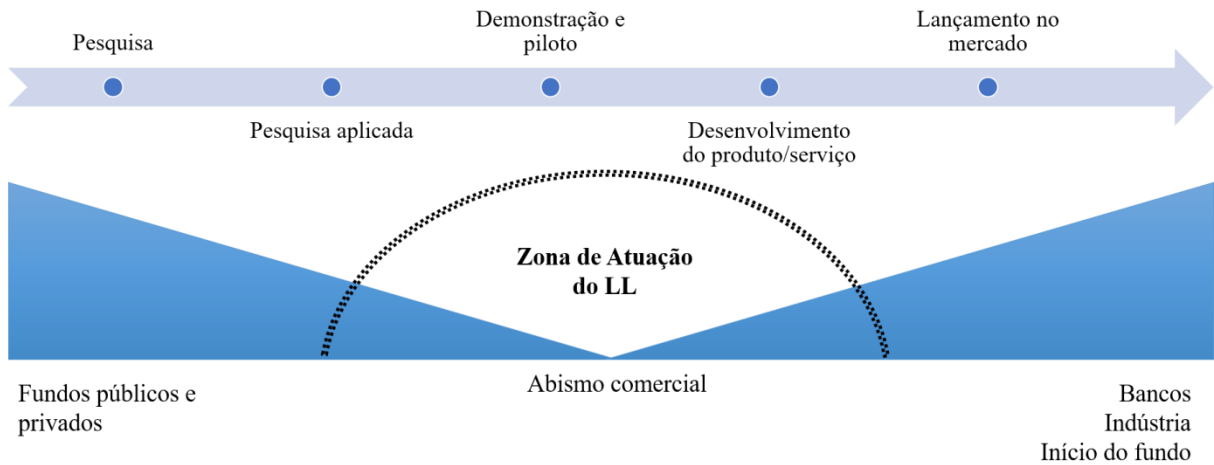 Pesquisa
Demonstração e
piloto
Lançamento no
mercado
Pesquisa aplicada
Desenvolvimento
do produto/serviço
Zona de Atuação
do LL
Fundos públicos e
privados
Abismo comercial
Bancos
Indústria
Início do fundo